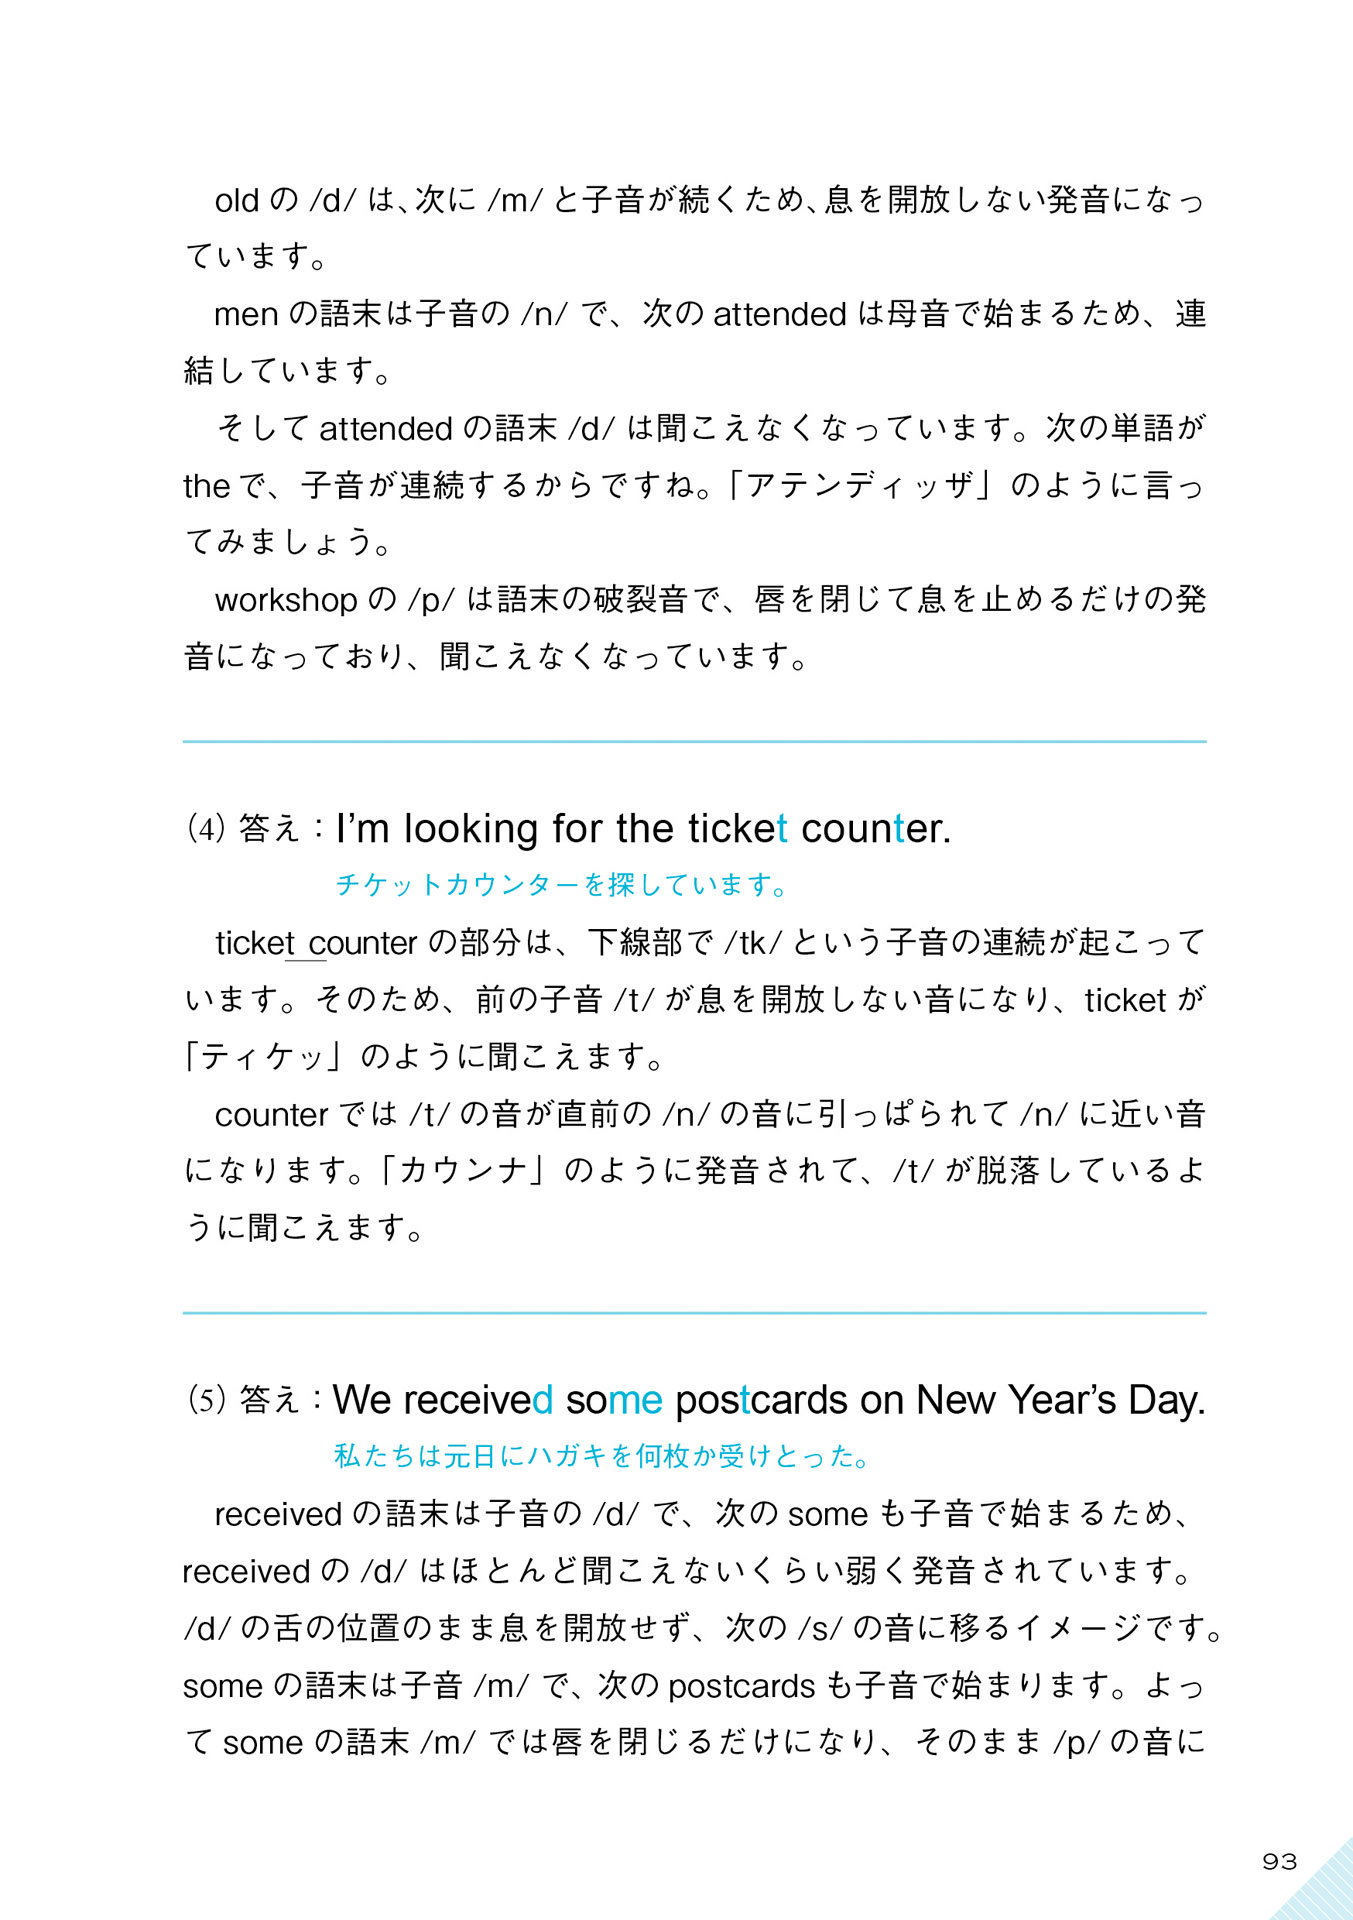 old の /d/ は、次に /m/ と子音が続くため、息を開放しない発音になっ
ています。
men の語末は子音の /n/ で、次の attended は母音で始まるため、連
結しています。
そして attended の語末 /d/ は聞こえなくなっています。次の単語が
the で、子音が連続するからですね。「アテンディッザ」のように言っ
てみましょう。
workshop の /p/ は語末の破裂音で、唇を閉じて息を止めるだけの発
音になっており、聞こえなくなっています。
(4) 答え：I’m looking for the ticket counter.
チケットカウンターを探しています。
ticket counter の部分は、下線部で /tk/ という子音の連続が起こって
います。そのため、前の子音 /t/ が息を開放しない音になり、ticket が
「ティケッ」のように聞こえます。
counter では /t/ の音が直前の /n/ の音に引っぱられて /n/ に近い音
になります。「カウンナ」のように発音されて、/t/ が脱落しているよ
うに聞こえます。
(5) 答え：We received some postcards on New Year’s Day.
私たちは元日にハガキを何枚か受けとった。
received の語末は子音の /d/ で、次の some も子音で始まるため、
received の /d/ はほとんど聞こえないくらい弱く発音されています。
/d/ の舌の位置のまま息を開放せず、次の /s/ の音に移るイメージです。
some の語末は子音 /m/ で、次の postcards も子音で始まります。よっ
て some の語末 /m/ では唇を閉じるだけになり、そのまま /p/ の音に
93